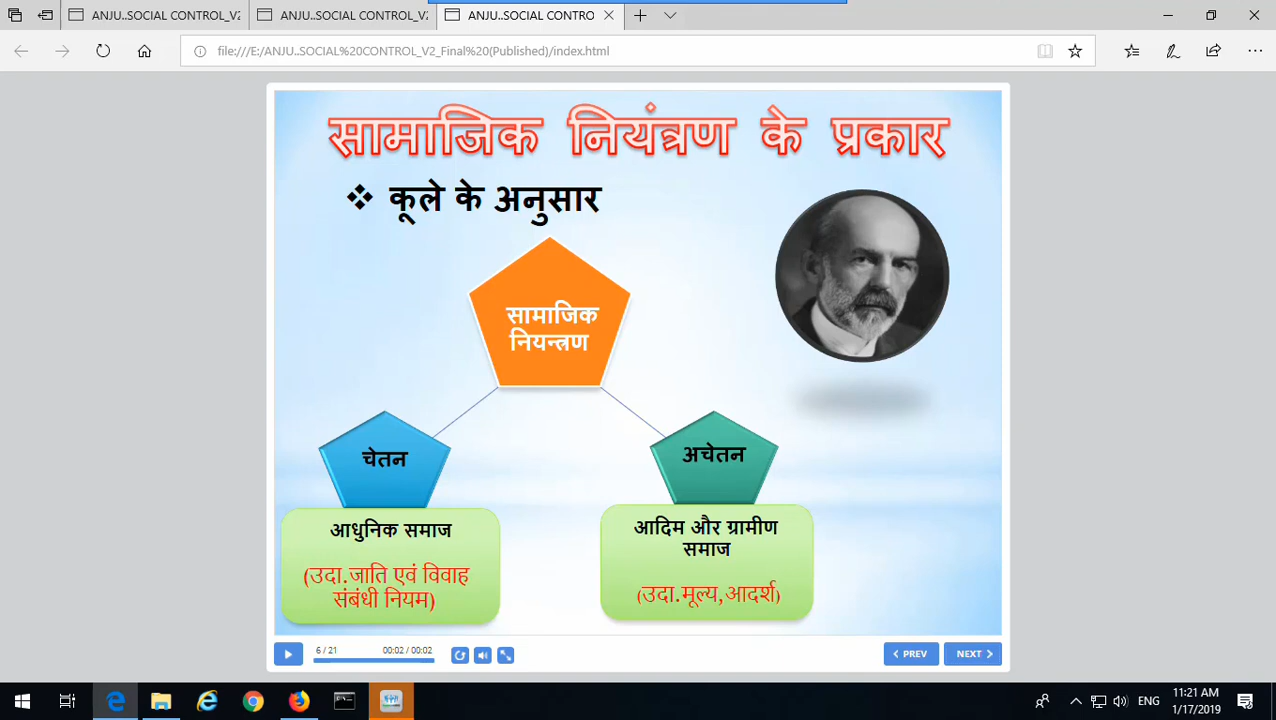 ANJU..SOCIAL CONTROL_V2
ANJU..SOCIAL CONTROL_V2
ANJU..SOCIAL CONTRO
file:///E:/ANJU..SOCIAL%20CONTROL_V2_Final%20(Published)/index.html
सामाजिक नियंत्रण के प्रकार
❖ कूले के अनुसार
सामाजिक
नियन्त्रण
चेतन
अचेतन
आधुनिक समाज
(उदा.जाति एवं विवाह
संबंधी नियम)
आदिम और ग्रामीण
समाज
(उदा.मूल्य,आदर्श)
6 / 21
00:02 / 00:02
PREV
NEXT
ENG
11:21 AM
1/17/2019